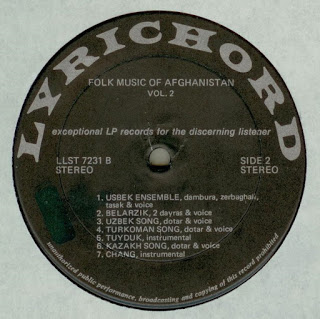 LYRICHORD
FOLK MUSIC OF AFGHANISTAN
VOL. 2
exceptional LP records for the discerning listener
LLST 7231 B
STEREO
SIDE 2
STEREO
1. USBEK ENSEMBLE, dambura, zerbaghali,
tasak & voice
2. BELARZIK, 2 dayras & voice
3. UZBEK SONG, dotar & voice
4. TURKOMAN SONG, dotar & voice
5. TUYDUK, instrumental
6. KAZAKH SONG, dotar & voice
7. CHANG, instrumental
unauthorized public performance, broadcasting and copying of this record prohibited